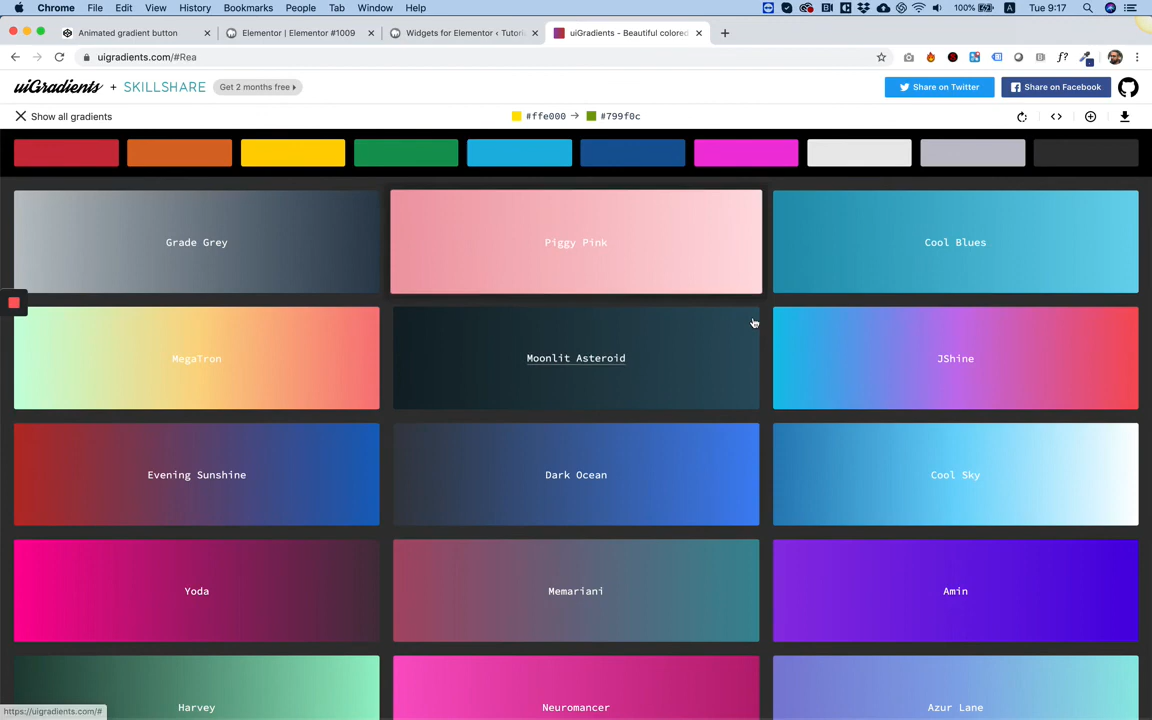 Chrome File Edit View History Bookmarks People Tab Window Help
100% Tue 9:17
Animated gradient button
Elementor | Elementor #1009
Widgets for Elementor ‹ Tutori
uiGradients - Beautiful colored
uigradients.com/#Rea
f?
uiGradients + SKILLSHARE Get 2 months free
Share on Twitter
Share on Facebook
Show all gradients
#ffe000 → #799f0c
Grade Grey
Piggy Pink
Cool Blues
MegaTron
Moonlit Asteroid
JShine
Evening Sunshine
Dark Ocean
Cool Sky
Yoda
Memariani
Amin
Harvey
Neuromancer
Azur Lane
https://uigradients.com/#